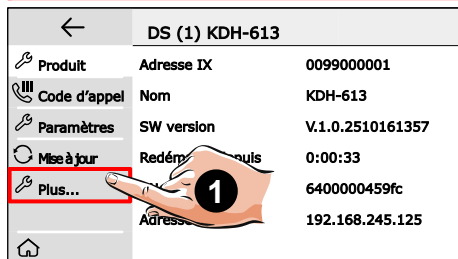 DS (1) KDH-613
Produit
Adresse IX 0099000001
Code d'appel
Nom KDH-613
Paramètres
SW version V.1.0.2510161357
Mise à jour
0:00:33
Plus...
1
6400000459fc
192.168.245.125